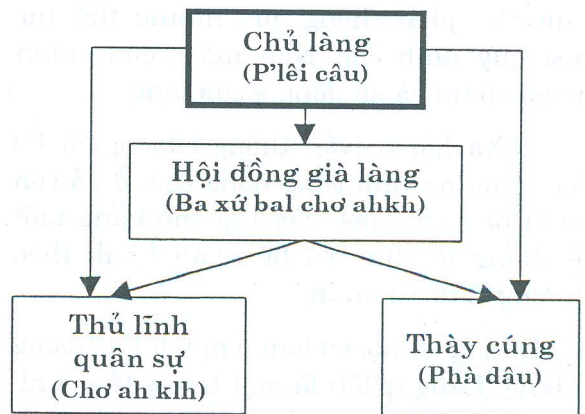 Chủ làng
(P'lêi câu)
Hội đồng già làng
(Ba xứ bal chơ ahkh)
Thủ lĩnh
quân sự
(Chơ ah klh)
Thày cúng
(Phà dâu)